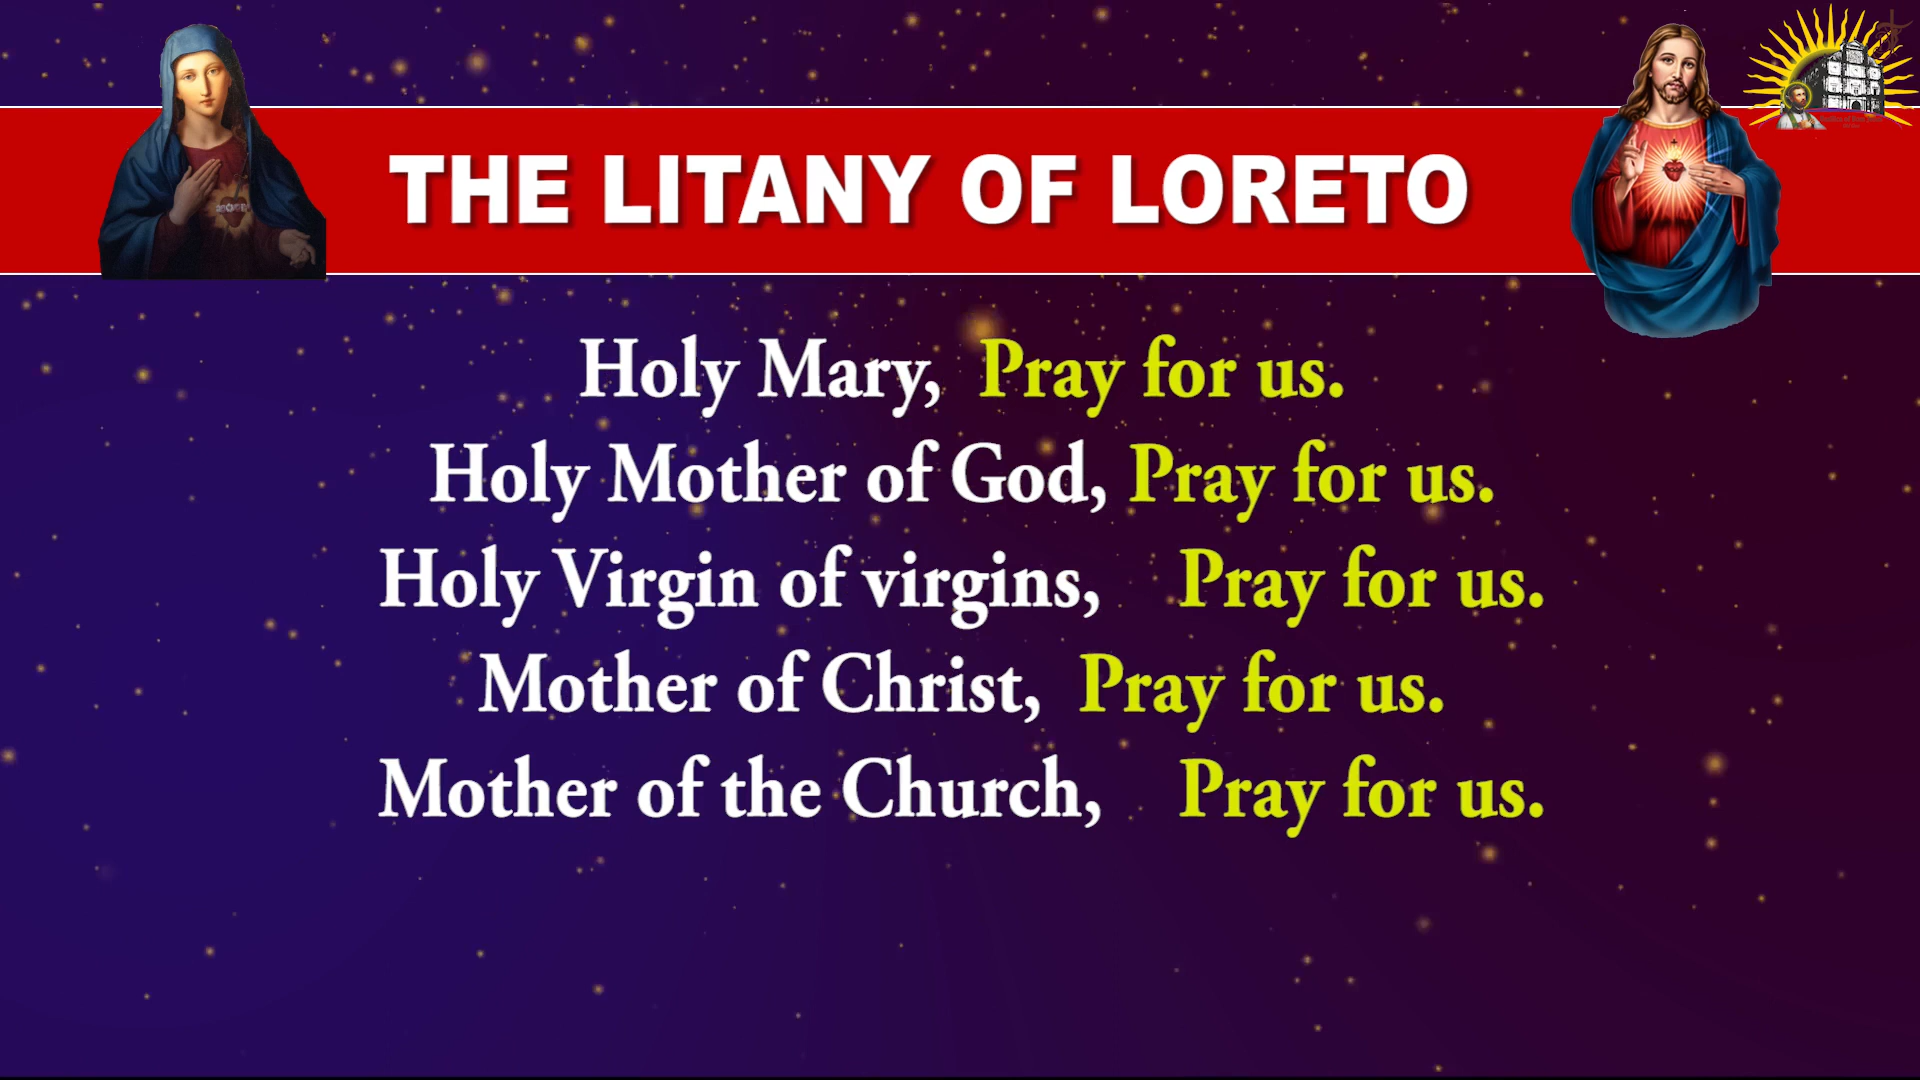 THE LITANY OF LORETO
Holy Mary, Pray for us.
Holy Mother of God, Pray for us.
Holy Virgin of virgins, Pray for us.
Mother of Christ, Pray for us.
Mother of the Church, Pray for us.